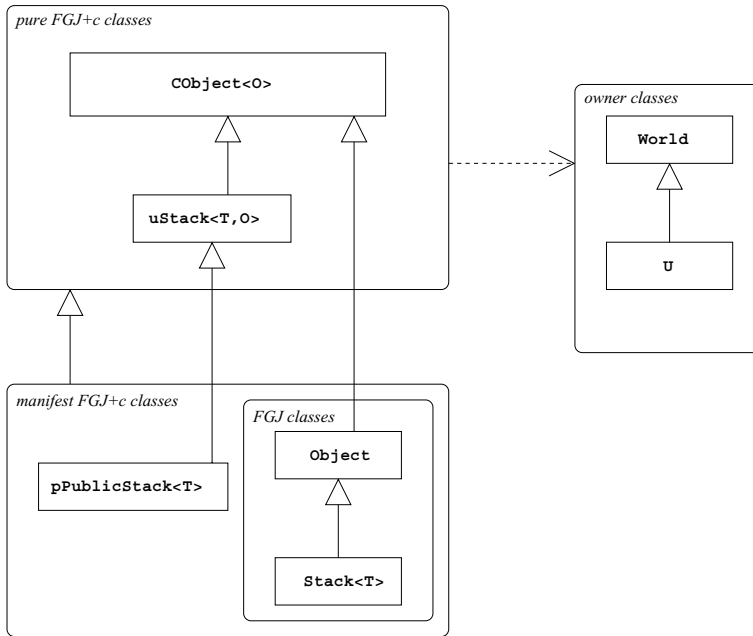 pure FGJ+c classes
CObject<O>
uStack<T,O>
owner classes
World
U
manifest FGJ+c classes
pPublicStack<T>
FGJ classes
Object
Stack<T>